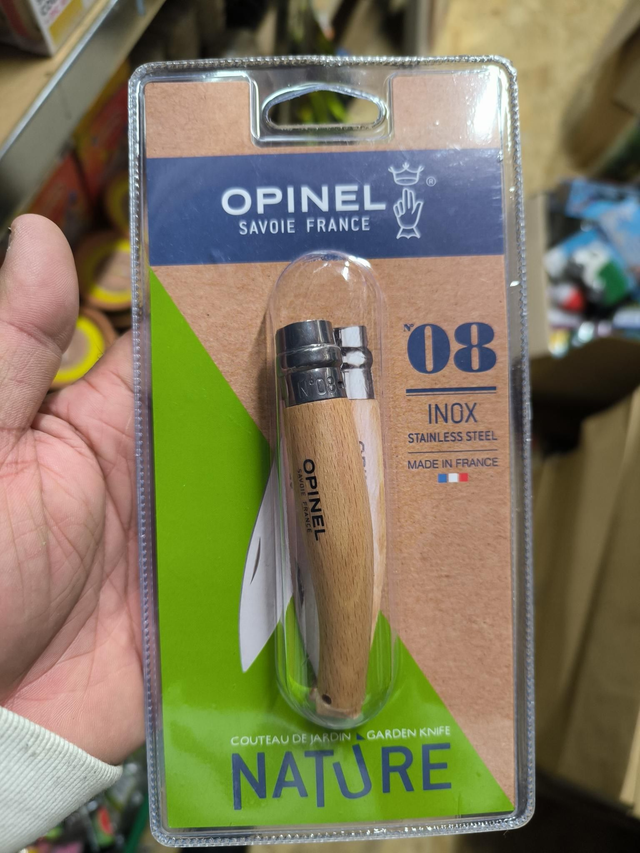 OPINEL®
SAVOIE FRANCE
N°08
INOX
STAINLESS STEEL
MADE IN FRANCE
N°08
OPINEL
SAVOIE FRANCE
COUTEAU DE JARDIN GARDEN KNIFE
NATURE